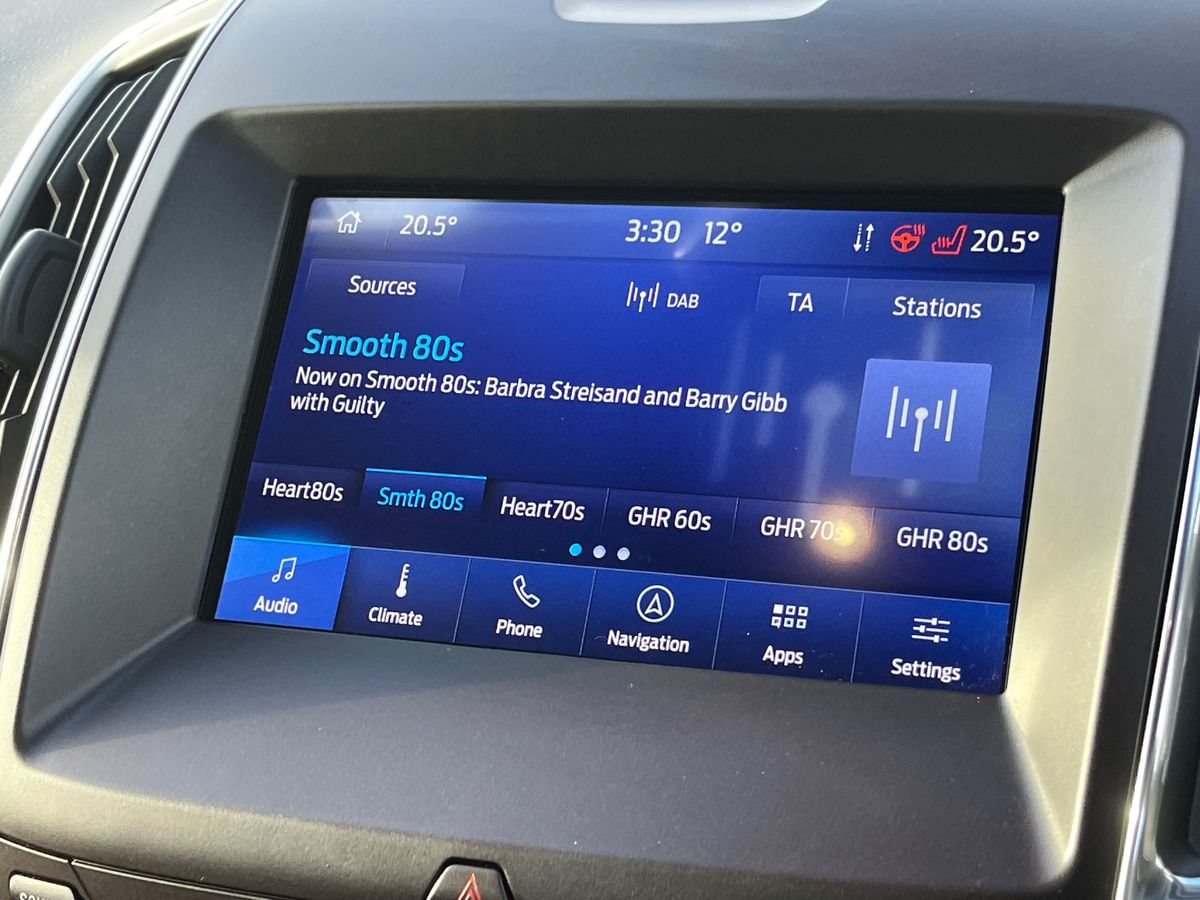 20.5° 3:30 12° 20.5°
Sources DAB TA Stations
Smooth 80s
Now on Smooth 80s: Barbra Streisand and Barry Gibb
with Guilty
Heart80s Smth 80s Heart70s GHR 60s GHR 70s GHR 80s
Audio Climate Phone Navigation Apps Settings